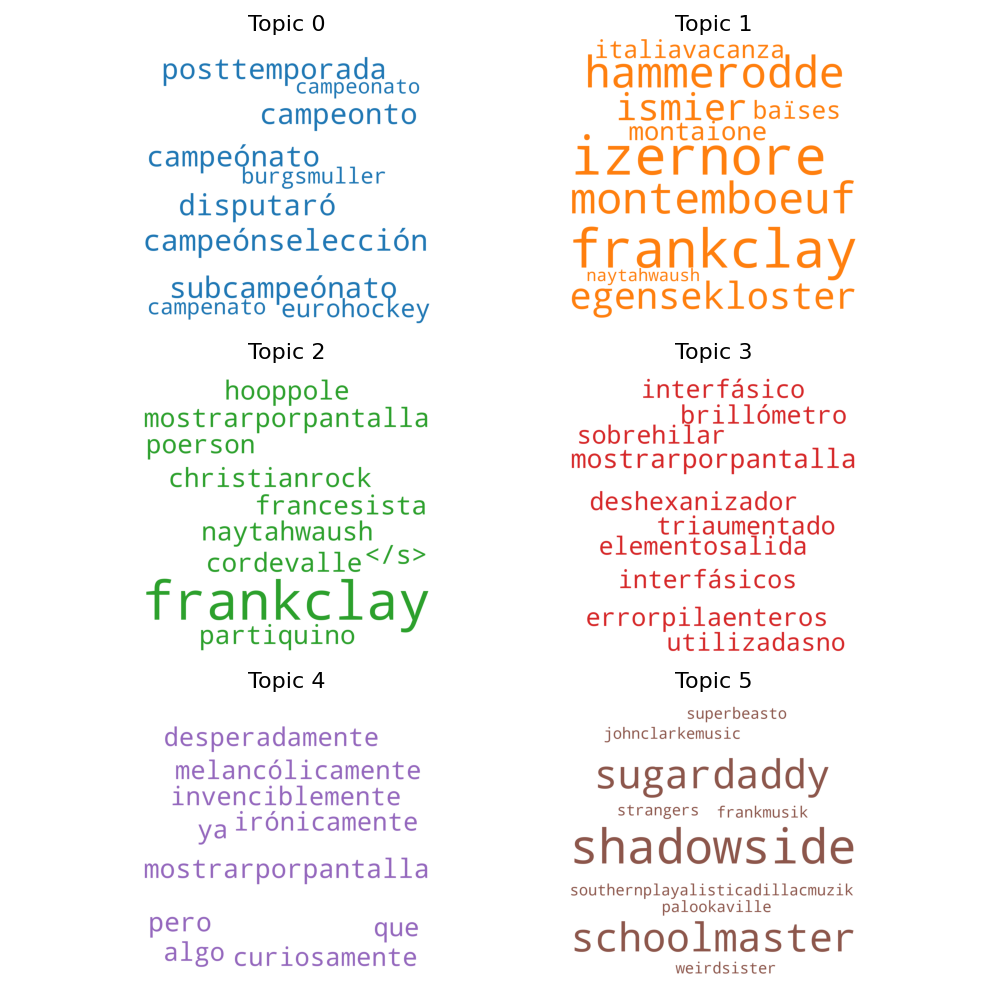 Topic 0
posttemporada
campeonato
campeonto
campeónato
burgsmuller
disputaró
campeónselección
subcampeónato
campenato eurohockey
Topic 1
italiavacanza
hammerodde
ismier baïses
montaione
izernore
montemboeuf
frankclay
naytahwaush
egensekloster
Topic 2
hooppole
mostrarporpantalla
poerson
christianrock
francesista
naytahwaush
cordevalle </s>
frankclay
partiquino
Topic 3
interfásico
brillómetro
sobrehilar
mostrarporpantalla
deshexanizador
triaumentado
elementosalida
interfásicos
errorpilaenteros
utilizadasno
Topic 4
desperadamente
melancólicamente
invenciblemente
ya irónicamente
mostrarporpantalla
pero que
algo curiosamente
Topic 5
superbeasto
johnclarkemusic
sugardaddy
strangers frankmusik
shadowside
southernplayalisticadillacmuzik
palookaville
schoolmaster
weirdsister